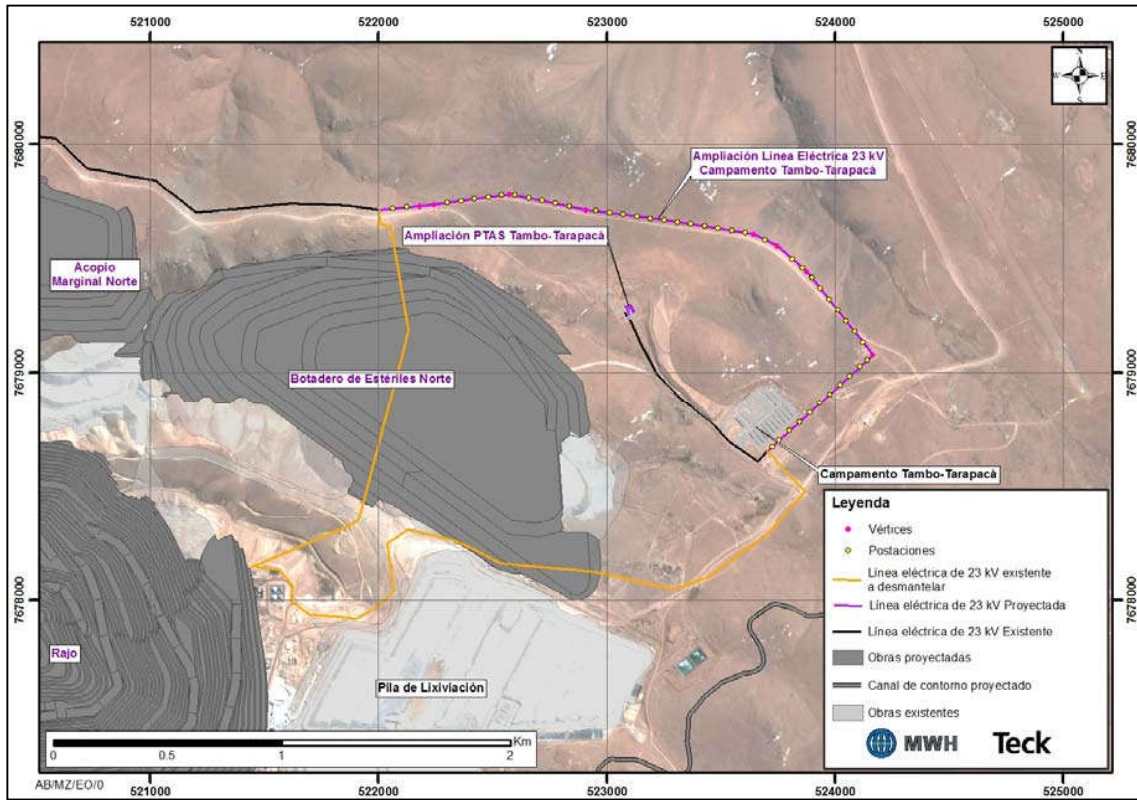 521000
522000
523000
524000
525000
N
W E
S
7680000
7680000
Ampliación Línea Eléctrica 23 kV
Campamento Tambo-Tarapacá
Ampliación PTAS Tambo-Tarapacá
Acopio
Marginal Norte
7679000
7679000
Botadero de Estériles Norte
Campamento Tambo-Tarapacá
Leyenda
Vértices
Postaciones
Línea eléctrica de 23 kV existente
a desmantelar
Línea eléctrica de 23 kV Proyectada
Línea eléctrica de 23 kV Existente
Obras proyectadas
Canal de contorno proyectado
Obras existentes
MWH
Teck
7678000
7678000
Rajo
Pila de Lixiviación
Km
0
0.5
1
2
AB/MZ/EO/0
521000
522000
523000
524000
525000